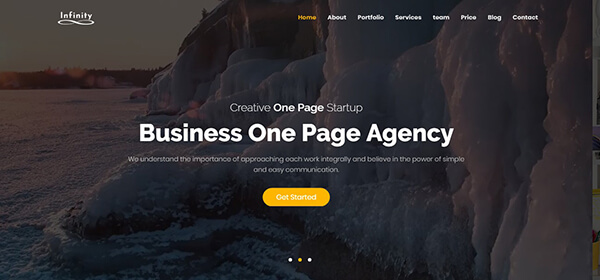 Infinity
Home About Portfolio Services team Price Blog Contact
Creative One Page Startup
Business One Page Agency
We understand the importance of approaching each work integrally and believe in the power of simple
and easy communication.
Get Started